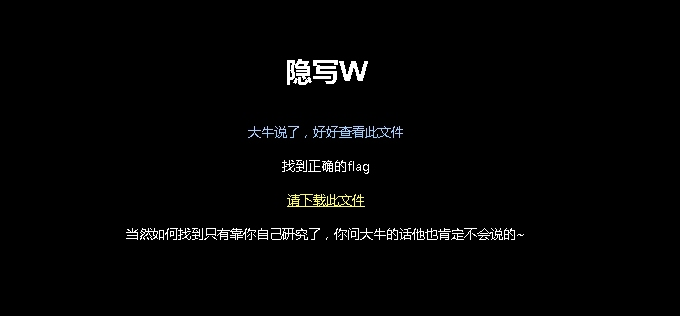 隐写W
大牛说了，好好查看此文件
找到正确的flag
请下载此文件
当然如何找到只有靠你自己研究了，你问大牛的话他也肯定不会说的~